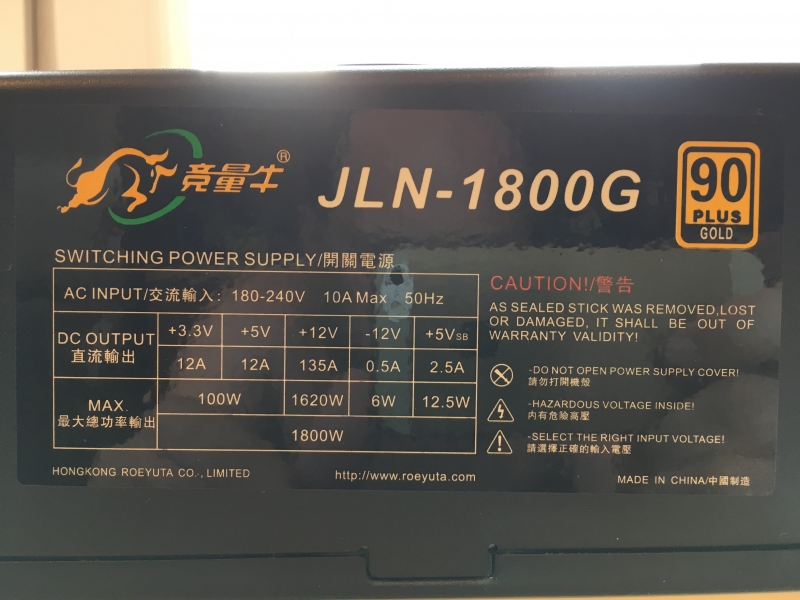 竞量牛®
JLN-1800G
90
PLUS
GOLD
SWITCHING POWER SUPPLY/開關電源
AC INPUT/交流輸入: 180-240V 10A Max 50Hz
DC OUTPUT
直流輸出
+3.3V +5V +12V -12V +5VSB
12A 12A 135A 0.5A 2.5A
MAX.
最大總功率輸出
100W 1620W 6W 12.5W
1800W
CAUTION!/警告
AS SEALED STICK WAS REMOVED,LOST
OR DAMAGED, IT SHALL BE OUT OF
WARRANTY VALIDITY!
-DO NOT OPEN POWER SUPPLY COVER!
請勿打開機殼
-HAZARDOUS VOLTAGE INSIDE!
内有危險高壓
-SELECT THE RIGHT INPUT VOLTAGE!
請選擇正確的輸入電壓
HONGKONG ROEYUTA CO., LIMITED
http://www.roeyuta.com
MADE IN CHINA/中國制造